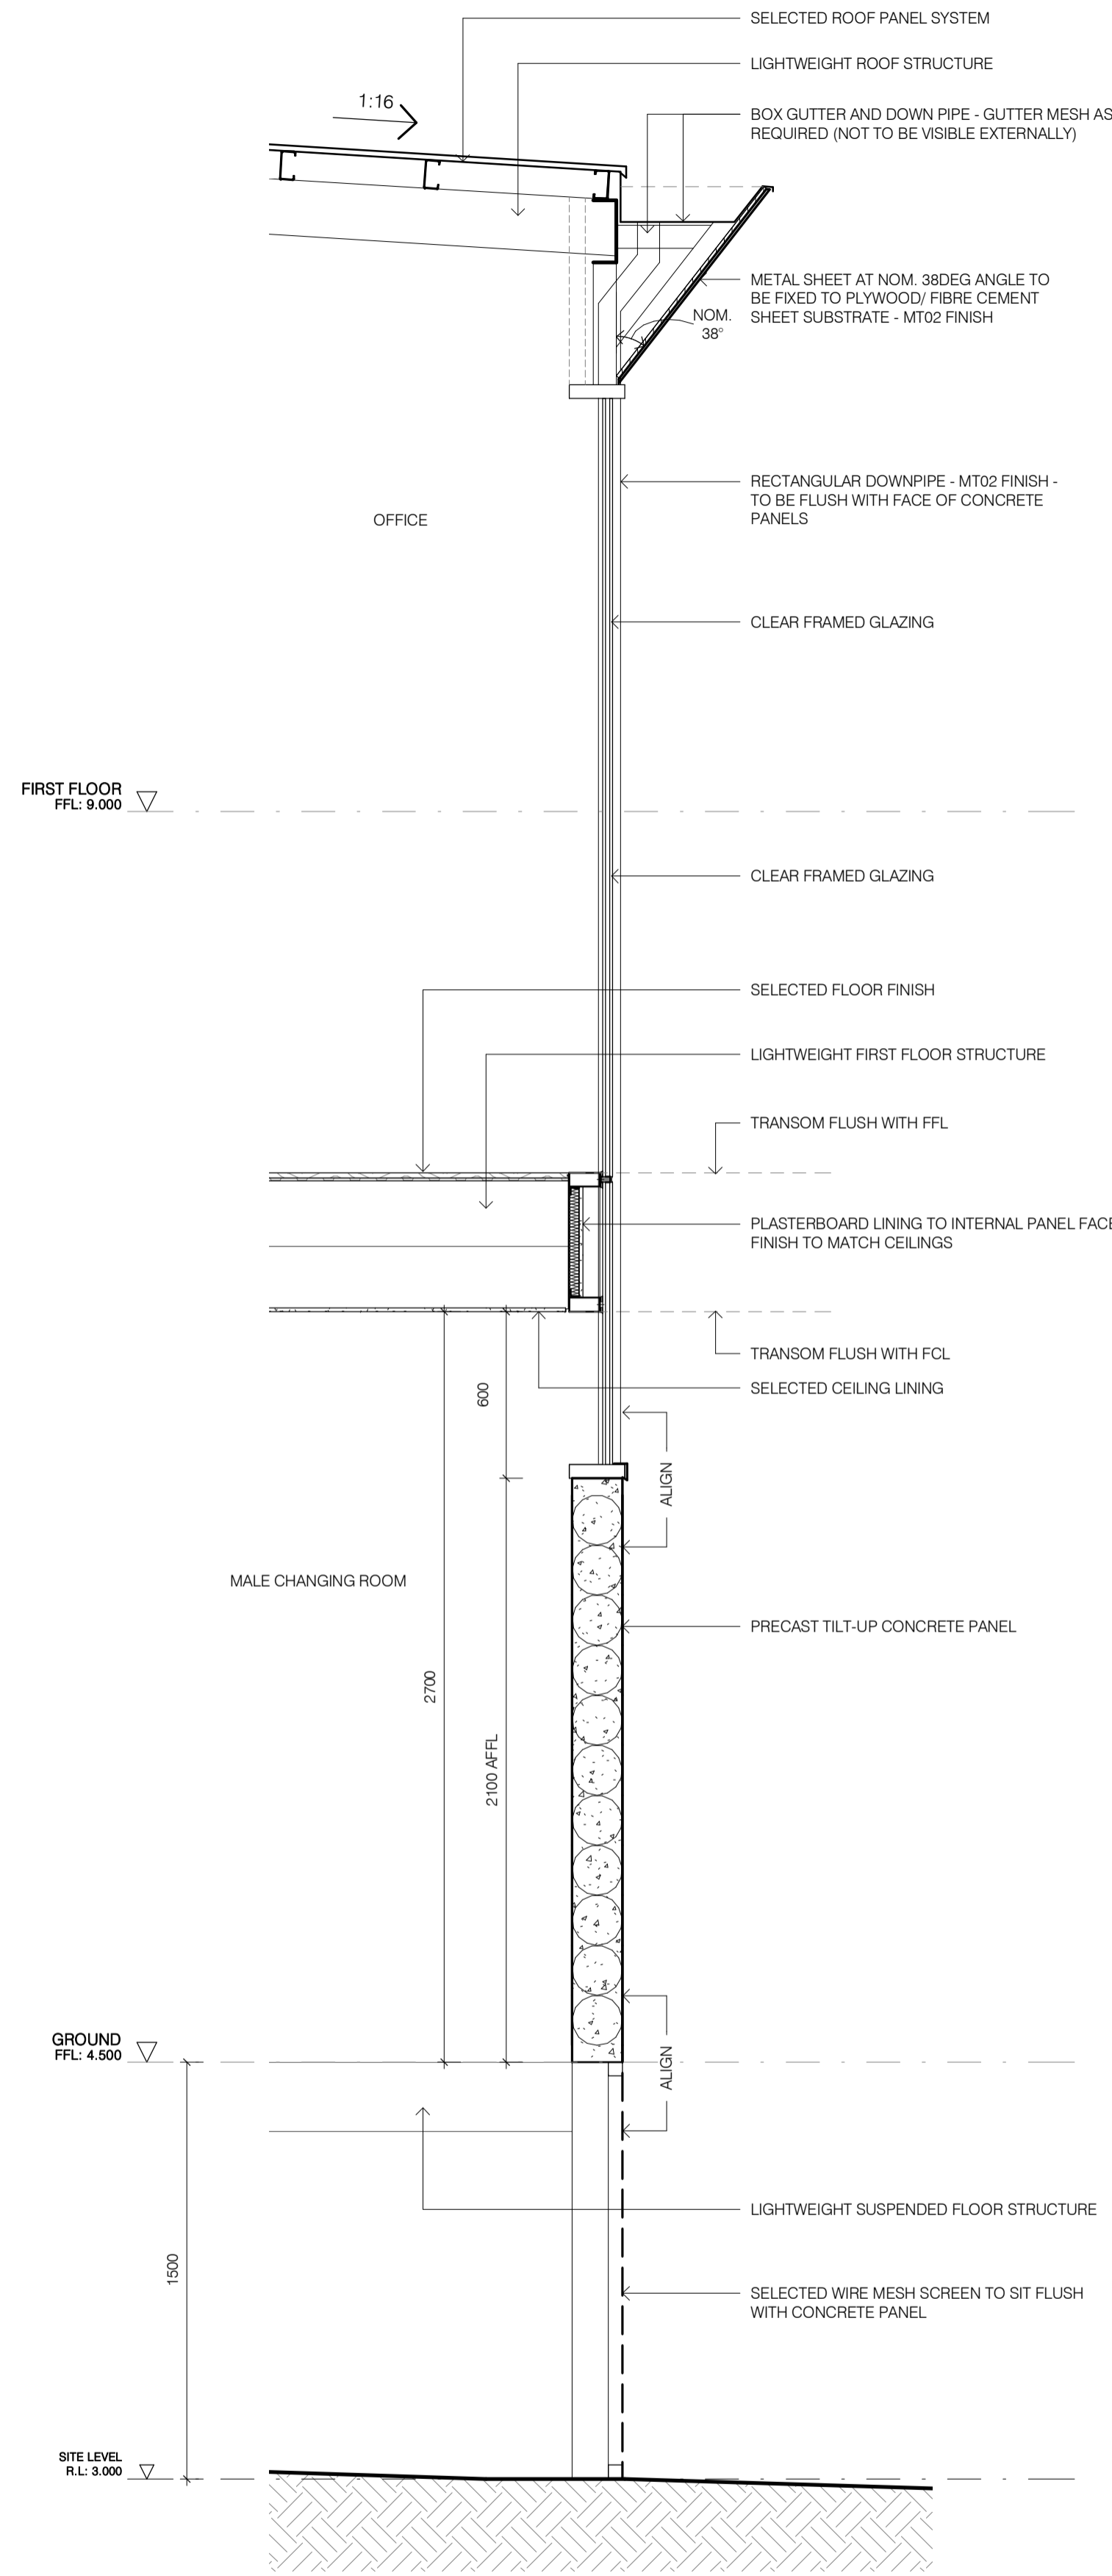 SELECTED ROOF PANEL SYSTEM
LIGHTWEIGHT ROOF STRUCTURE
1:16
BOX GUTTER AND DOWN PIPE - GUTTER MESH AS
REQUIRED (NOT TO BE VISIBLE EXTERNALLY)
METAL SHEET AT NOM. 38DEG ANGLE TO
BE FIXED TO PLYWOOD/ FIBRE CEMENT
SHEET SUBSTRATE - MT02 FINISH
NOM.
38°
RECTANGULAR DOWNPIPE - MT02 FINISH -
TO BE FLUSH WITH FACE OF CONCRETE
PANELS
OFFICE
CLEAR FRAMED GLAZING
FIRST FLOOR
FFL: 9.000
CLEAR FRAMED GLAZING
SELECTED FLOOR FINISH
LIGHTWEIGHT FIRST FLOOR STRUCTURE
TRANSOM FLUSH WITH FFL
PLASTERBOARD LINING TO INTERNAL PANEL FACE
FINISH TO MATCH CEILINGS
TRANSOM FLUSH WITH FCL
SELECTED CEILING LINING
600
ALIGN
MALE CHANGING ROOM
PRECAST TILT-UP CONCRETE PANEL
2700
2100 AFFL
GROUND
FFL: 4.500
ALIGN
LIGHTWEIGHT SUSPENDED FLOOR STRUCTURE
1500
SELECTED WIRE MESH SCREEN TO SIT FLUSH
WITH CONCRETE PANEL
SITE LEVEL
R.L: 3.000